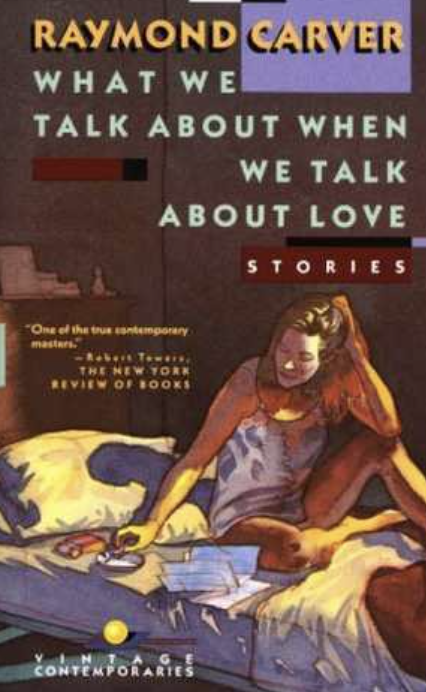 RAYMOND CARVER
WHAT WE
TALK ABOUT WHEN
WE TALK
ABOUT LOVE
STORIES
"One of the true contemporary
masters."
—Robert Towers,
THE NEW YORK
REVIEW OF BOOKS
VINTAGE
CONTEMPORARIES